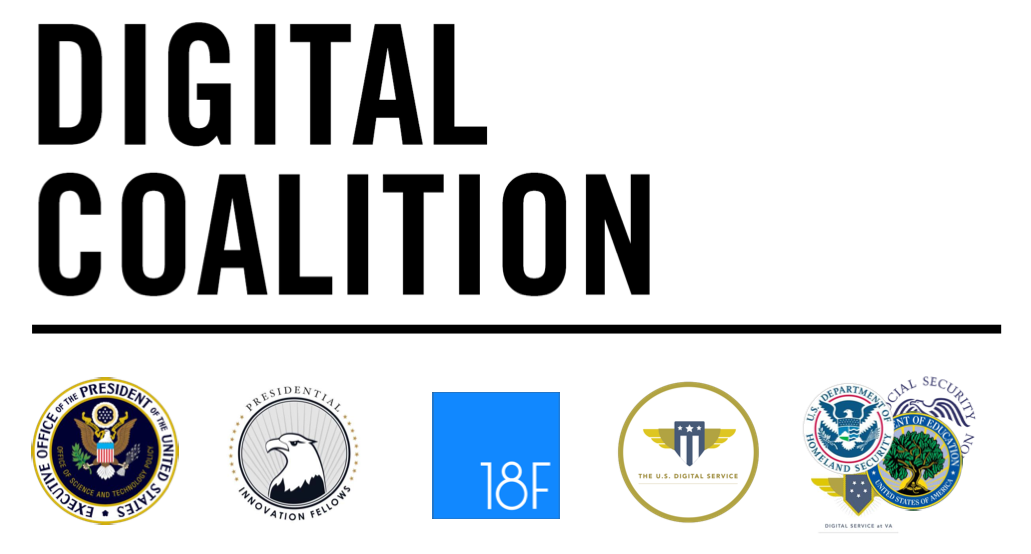 DIGITAL
COALITION
EXECUTIVE OFFICE OF THE PRESIDENT OF THE UNITED STATES
OFFICE OF SCIENCE AND TECHNOLOGY POLICY
PRESIDENTIAL
INNOVATION FELLOWS
18F
THE U.S. DIGITAL SERVICE
U.S. DEPARTMENT OF
HOMELAND SECURITY
CIAL SECURITY
NT OF EDUCATION
UNITED STATES OF AMERICA
DIGITAL SERVICE at VA